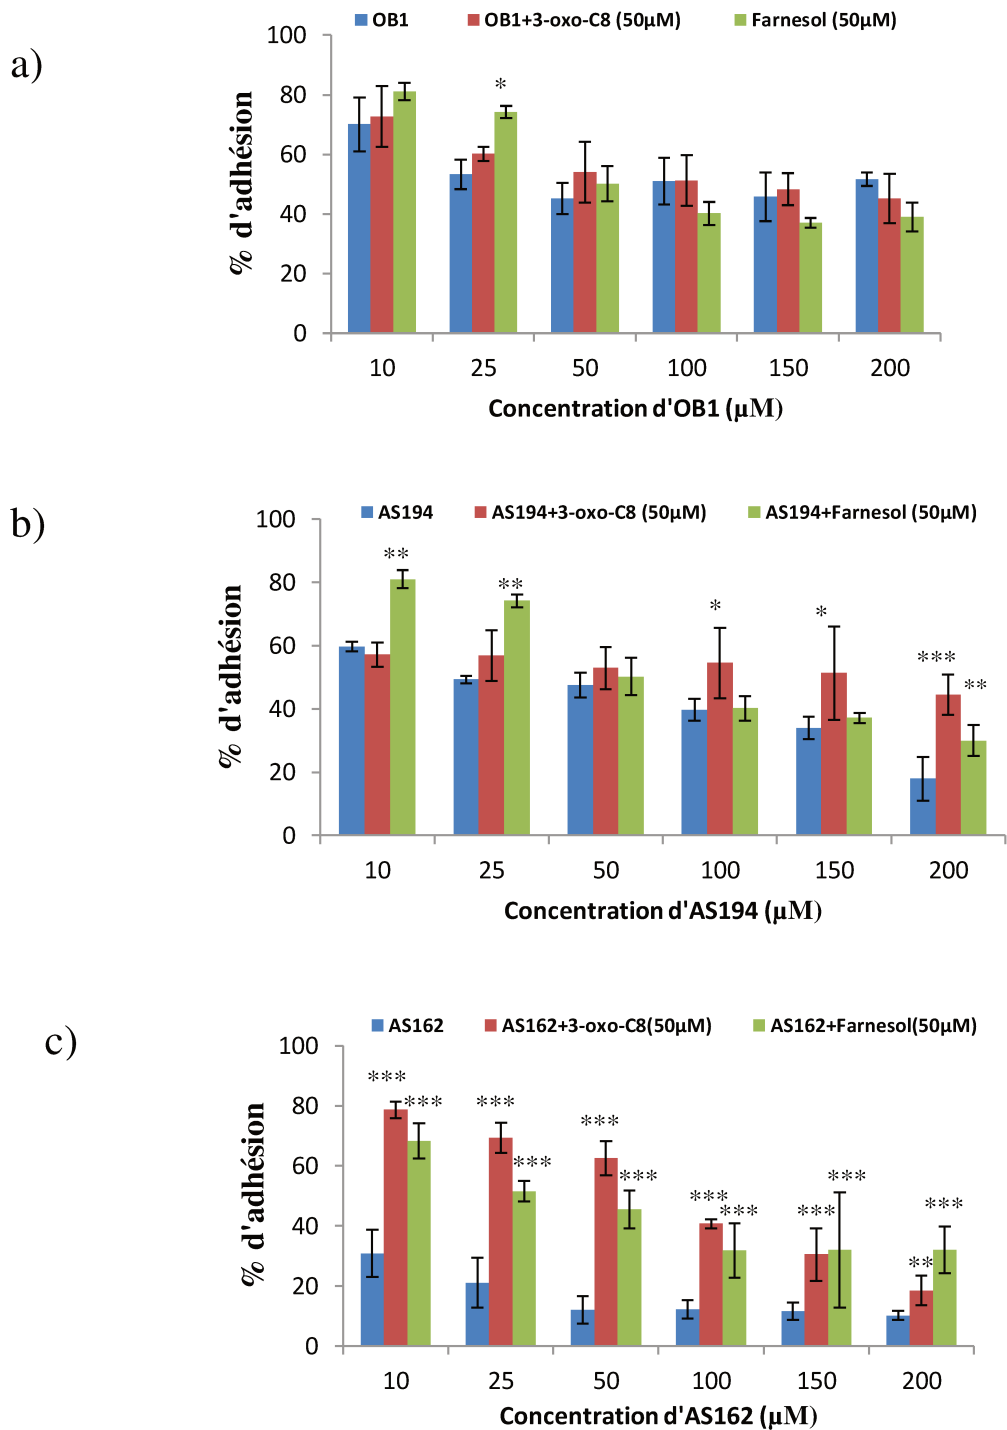 a)
OB1 OB1+3-oxo-C8 (50µM) Farnesol (50µM)
100
80
60
40
20
0
% d'adhésion
*
10 25 50 100 150 200
Concentration d'OB1 (µM)
b)
AS194 AS194+3-oxo-C8 (50µM) AS194+Farnesol (50µM)
100
80
60
40
20
0
% d'adhésion
** ** * * *** **
10 25 50 100 150 200
Concentration d'AS194 (µM)
c)
AS162 AS162+3-oxo-C8(50µM) AS162+Farnesol(50µM)
100
80
60
40
20
0
% d'adhésion
*** *** *** *** *** *** *** *** *** *** ** ***
10 25 50 100 150 200
Concentration d'AS162 (µM)